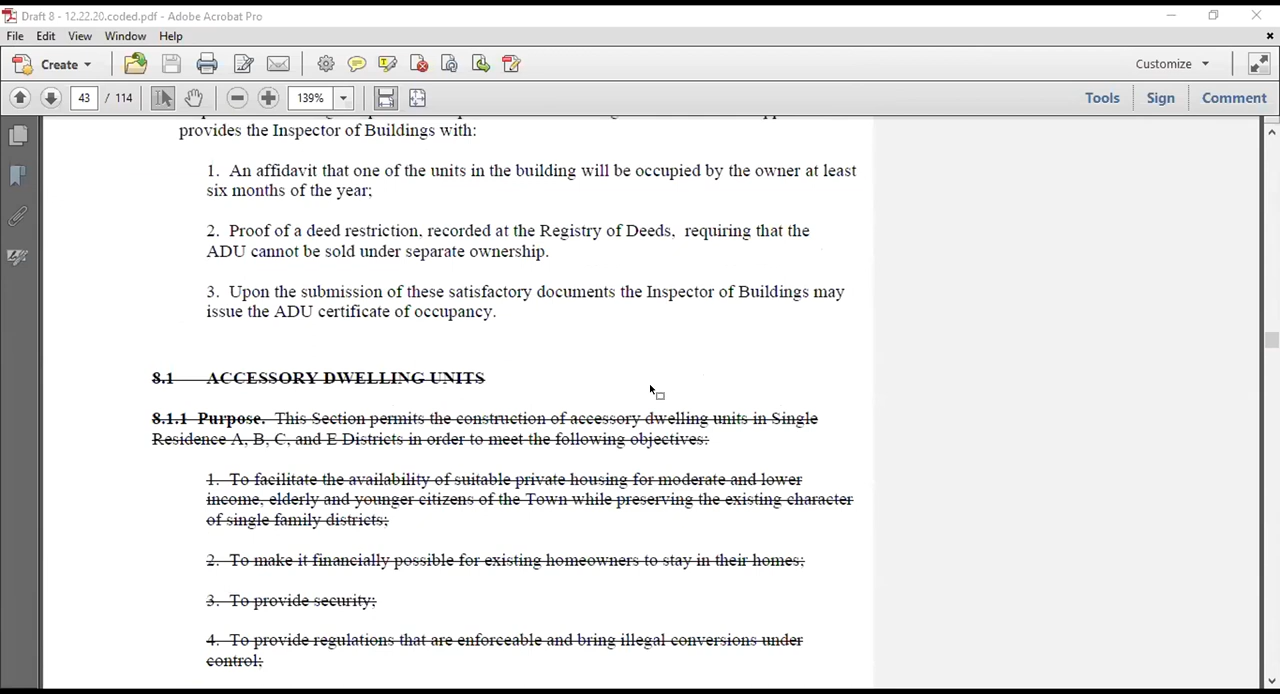 Draft 8 - 12.22.20.coded.pdf - Adobe Acrobat Pro
File Edit View Window Help
Create Customize
43 / 114 139% Tools Sign Comment
provides the Inspector of Buildings with:
1. An affidavit that one of the units in the building will be occupied by the owner at least
six months of the year;
2. Proof of a deed restriction, recorded at the Registry of Deeds, requiring that the
ADU cannot be sold under separate ownership.
3. Upon the submission of these satisfactory documents the Inspector of Buildings may
issue the ADU certificate of occupancy.
8.1 ACCESSORY DWELLING UNITS
8.1.1 Purpose. This Section permits the construction of accessory dwelling units in Single
Residence A, B, C, and E Districts in order to meet the following objectives:
1. To facilitate the availability of suitable private housing for moderate and lower
income, elderly and younger citizens of the Town while preserving the existing character
of single family districts;
2. To make it financially possible for existing homeowners to stay in their homes;
3. To provide security;
4. To provide regulations that are enforceable and bring illegal conversions under
control;